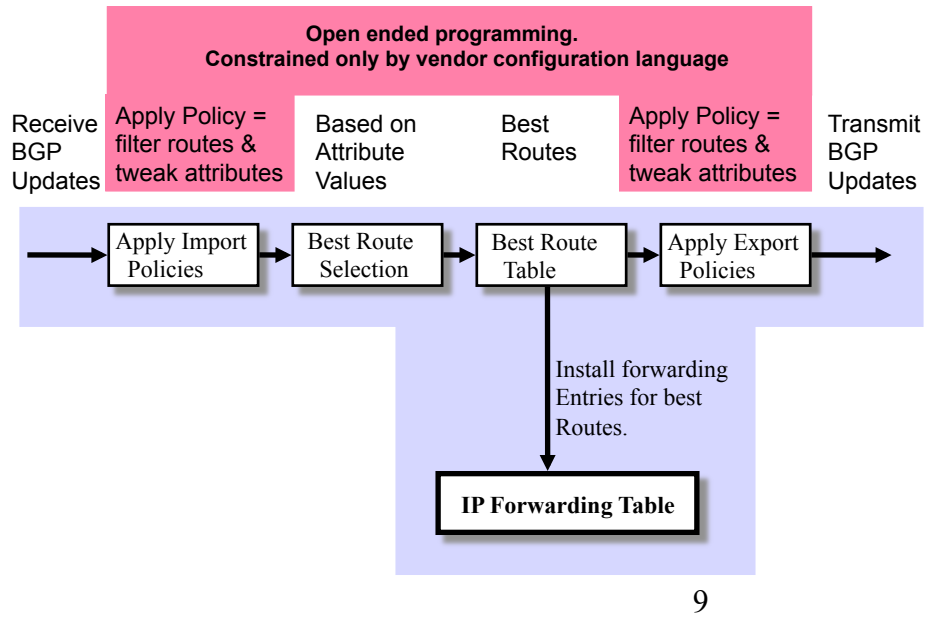 Open ended programming.
Constrained only by vendor configuration language
Receive
BGP
Updates
Apply Policy =
filter routes &
tweak attributes
Based on
Attribute
Values
Best
Routes
Apply Policy =
filter routes &
tweak attributes
Transmit
BGP
Updates
Apply Import
Policies
Best Route
Selection
Best Route
Table
Apply Export
Policies
Install forwarding
Entries for best
Routes.
IP Forwarding Table
9